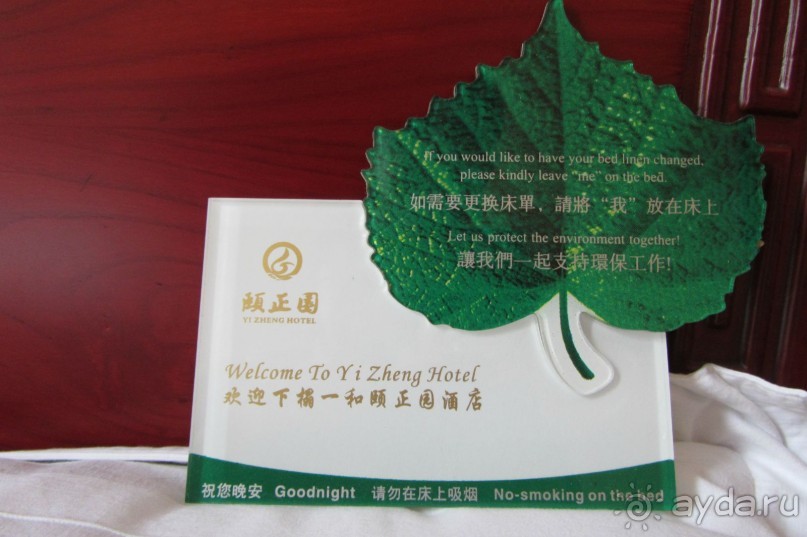 If you would like to have your bed linen changed,
please kindly leave "me" on the bed.
如需要更换床單，請將“我”放在床上
Let us protect the environment together!
讓我們一起支持環保工作!
颐正园
YI ZHENG HOTEL
Welcome To Yi Zheng Hotel
欢迎下榻一和颐正园酒店
祝您晚安 Goodnight 请勿在床上吸烟 No-smoking on the bed
ayda.ru